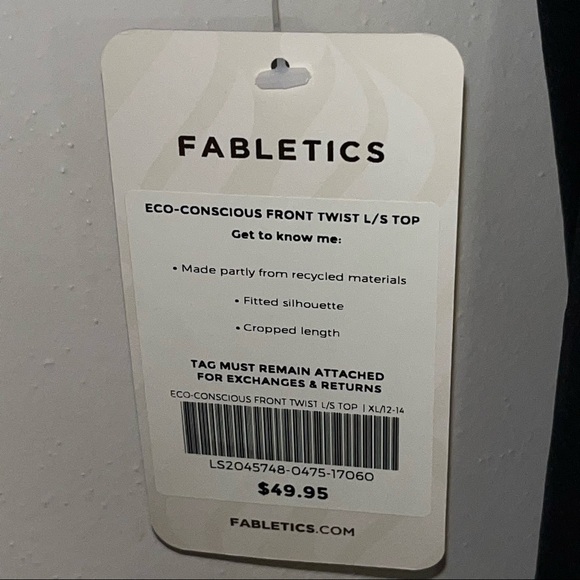 FABLETICS
ECO-CONSCIOUS FRONT TWIST L/S TOP
Get to know me:
• Made partly from recycled materials
• Fitted silhouette
• Cropped length
TAG MUST REMAIN ATTACHED
FOR EXCHANGES & RETURNS
ECO-CONSCIOUS FRONT TWIST L/S TOP | XL/12-14
LS2045748-0475-17060
$49.95
FABLETICS.COM